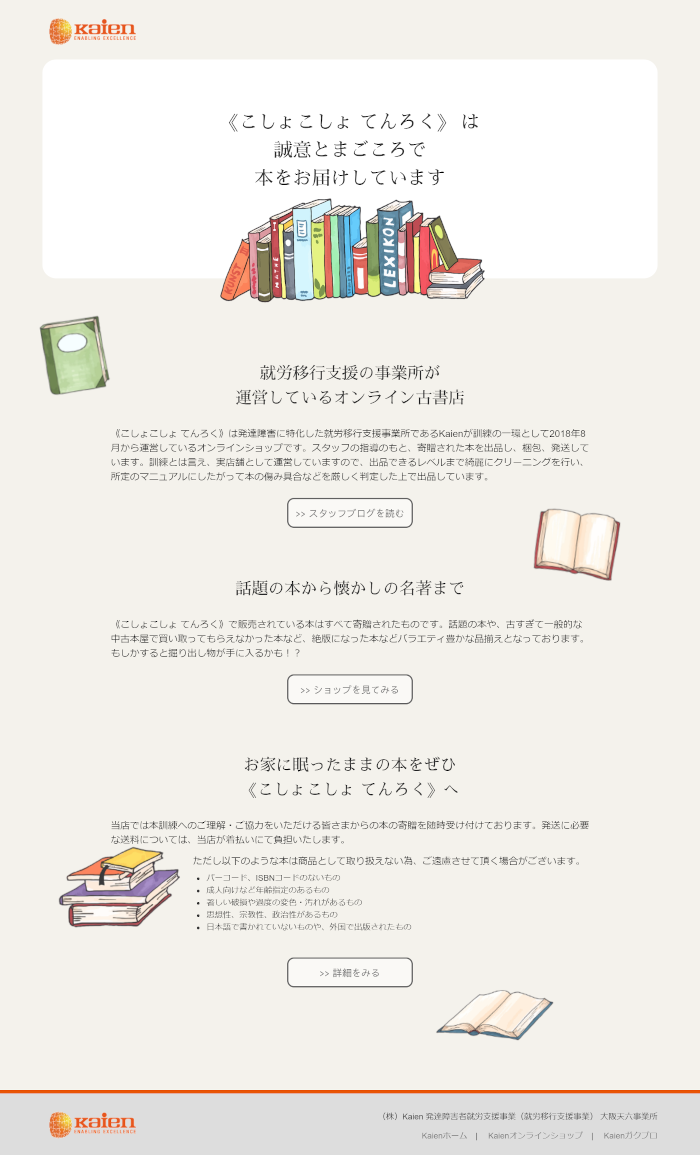 Kaien
ENABLING EXCELLENCE
《こしょこしょ てんろく》 は
誠意とまごころで
本をお届けしています
KUNST
MATHE
LEXIKON
就労移行支援の事業所が
運営しているオンライン古書店
《こしょこしょ てんろく》は発達障害に特化した就労移行支援事業所であるKaienが訓練の一環として2018年8
月から運営しているオンラインショップです。スタッフの指導のもと、寄贈された本を出品し、梱包、発送して
います。訓練とは言え、実店舗として運営していますので、出品できるレベルまで綺麗にクリーニングを行い、
所定のマニュアルにしたがって本の傷み具合などを厳しく判定した上で出品しています。
>> スタッフブログを読む
話題の本から懐かしの名著まで
《こしょこしょ てんろく》で販売されている本はすべて寄贈されたものです。話題の本や、古すぎて一般的な
中古本屋で買い取ってもらえなかった本など、絶版になった本などバラエティ豊かな品揃えとなっております。
もしかすると掘り出し物が手に入るかも！？
>> ショップを見てみる
お家に眠ったままの本をぜひ
《こしょこしょ てんろく》へ
当店では本訓練へのご理解・ご協力をいただける皆さまからの本の寄贈を随時受け付けております。発送に必要
な送料については、当店が着払いにて負担いたします。
ただし以下のような本は商品として取り扱えない為、ご遠慮させて頂く場合がございます。
• バーコード、ISBNコードのないもの
• 成人向けなど年齢指定のあるもの
• 著しい破損や過度の変色・汚れがあるもの
• 思想性、宗教性、政治性があるもの
• 日本語で書かれていないものや、外国で出版されたもの
>> 詳細をみる
Kaien
ENABLING EXCELLENCE
（株）Kaien 発達障害者就労支援事業（就労移行支援事業） 大阪天六事業所
Kaienホーム | Kaienオンラインショップ | Kaienガクプロ